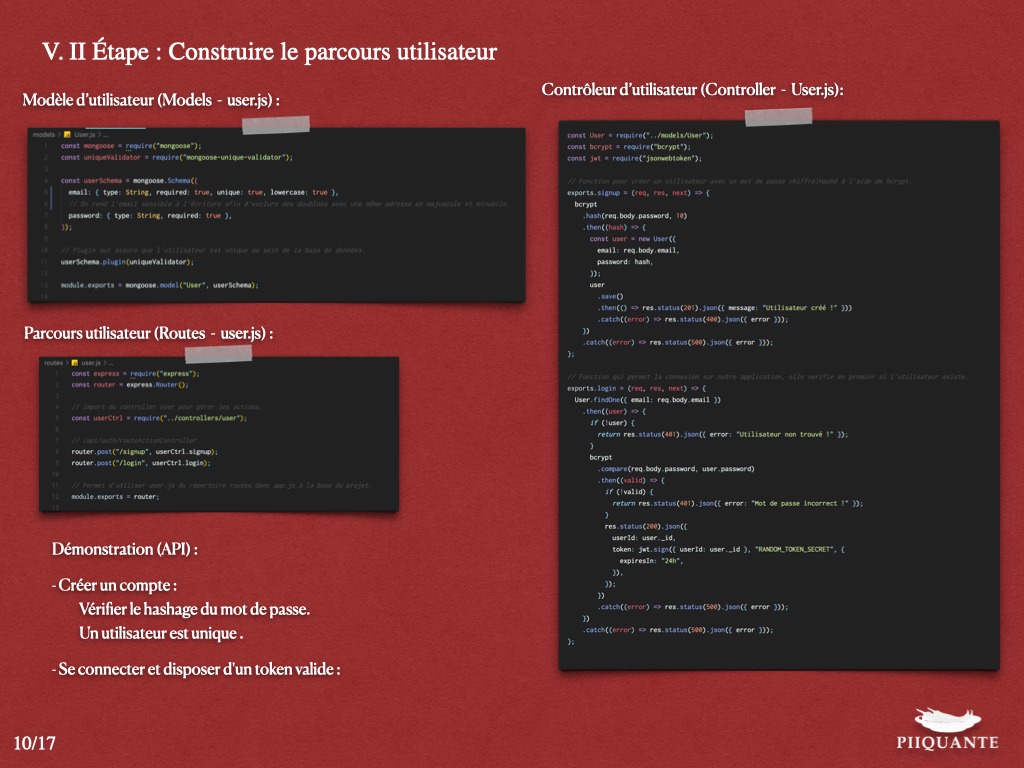 V. II Étape : Construire le parcours utilisateur
Modèle d'utilisateur (Models - user.js) :
models > User.js > ...
1 const mongoose = require("mongoose");
2 const uniqueValidator = require("mongoose-unique-validator");
3
4 const userSchema = mongoose.Schema({
5 email: { type: String, required: true, unique: true, lowercase: true },
6 // On rend l'email sensible à l'écriture afin d'exclure des doublons avec une même adresse en majuscule et minuscule.
7 password: { type: String, required: true },
8 });
9
10 // Plugin qui assure que l'utilisateur est unique au sein de la base de données.
11 userSchema.plugin(uniqueValidator);
12
13 module.exports = mongoose.model("User", userSchema);
14
Parcours utilisateur (Routes - user.js) :
routes > user.js > ...
1 const express = require("express");
2 const router = express.Router();
3
4 // import du controller user pour gérer les actions.
5 const userCtrl = require("../controllers/user");
6
7 // /api/auth/routeActionController.
8 router.post("/signup", userCtrl.signup);
9 router.post("/login", userCtrl.login);
10
11 // Permet d'utiliser user.js du répertoire routes.dans app.js à la base du projet.
12 module.exports = router;
13
Démonstration (API) :
- Créer un compte :
Vérifier le hashage du mot de passe.
Un utilisateur est unique .
- Se connecter et disposer d'un token valide :
10/17
Contrôleur d'utilisateur (Controller - User.js):
const User = require("../models/User");
const bcrypt = require("bcrypt");
const jwt = require("jsonwebtoken");
// Fonction pour créer un utilisateur avec un mot de passe chiffré|Hashé à l'aide de bcrypt.
exports.signup = (req, res, next) => {
bcrypt
.hash(req.body.password, 10)
.then((hash) => {
const user = new User({
email: req.body.email,
password: hash,
});
user
.save()
.then(() => res.status(201).json({ message: "Utilisateur créé !" }))
.catch((error) => res.status(400).json({ error }));
})
.catch((error) => res.status(500).json({ error }));
};
// Fonction qui permet la connexion sur notre application, elle verifie en premier si l'utilisateur existe.
exports.login = (req, res, next) => {
User.findOne({ email: req.body.email })
.then((user) => {
if (!user) {
return res.status(401).json({ error: "Utilisateur non trouvé !" });
}
bcrypt
.compare(req.body.password, user.password)
.then((valid) => {
if (!valid) {
return res.status(401).json({ error: "Mot de passe incorrect !" });
}
res.status(200).json({
userId: user._id,
token: jwt.sign({ userId: user._id }, "RANDOM_TOKEN_SECRET", {
expiresIn: "24h",
}),
});
})
.catch((error) => res.status(500).json({ error }));
})
.catch((error) => res.status(500).json({ error }));
};
PIIQUANTE